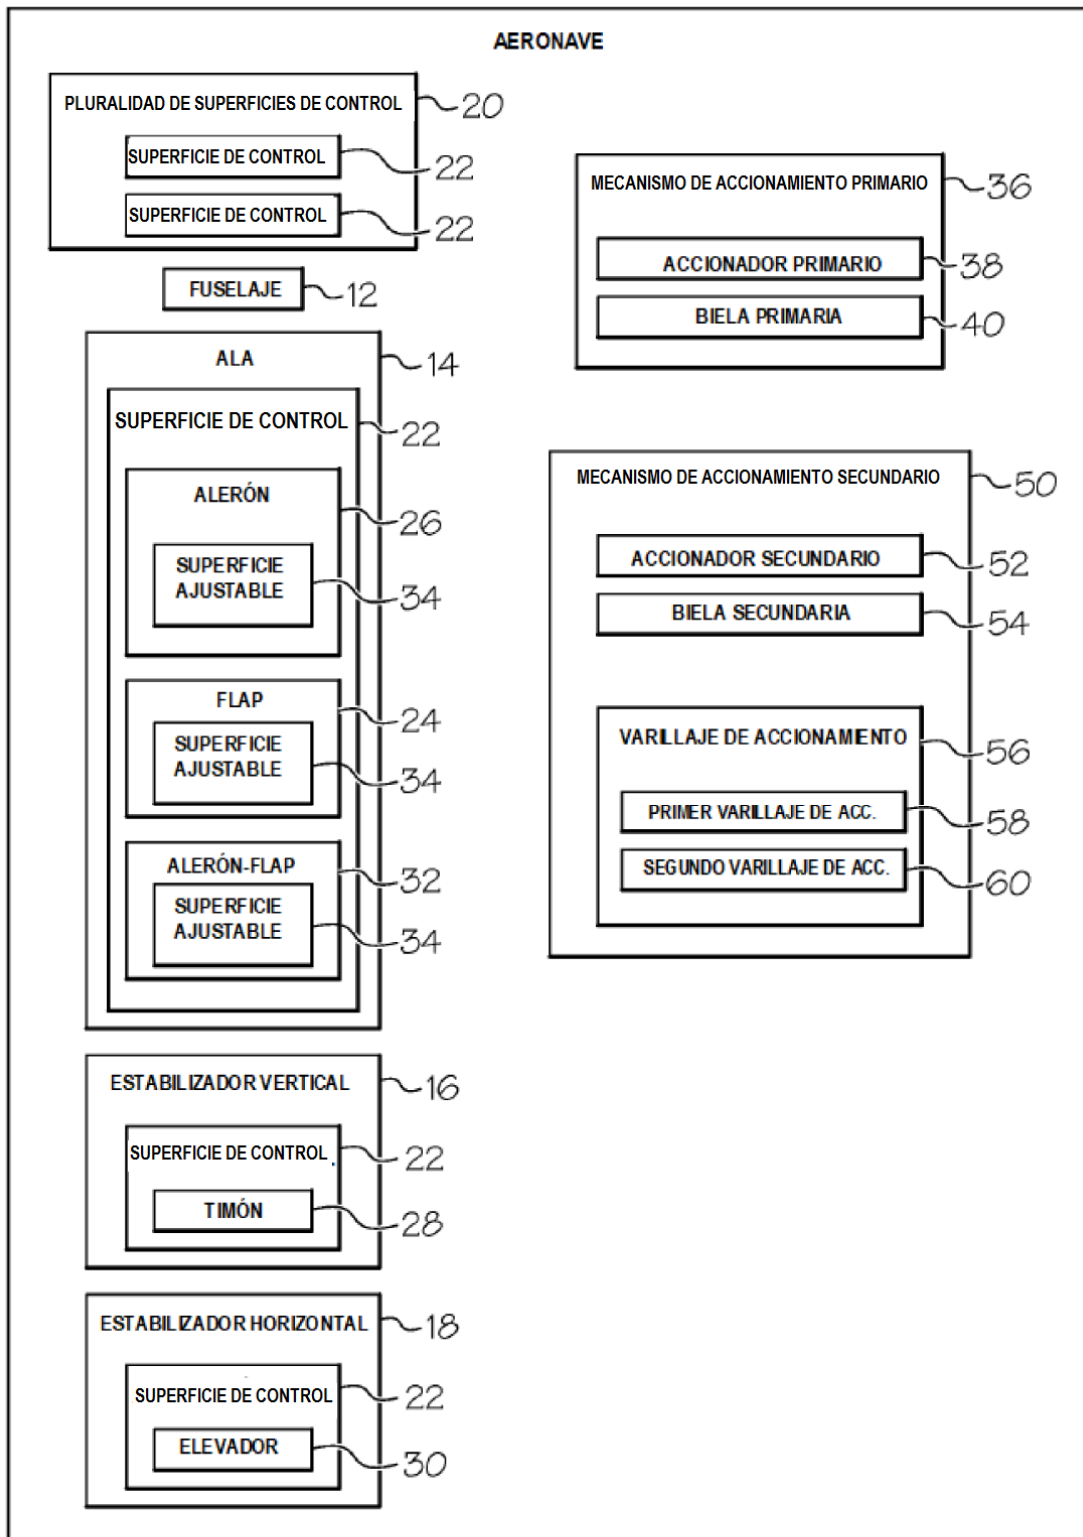 AERONAVE
PLURALIDAD DE SUPERFICIES DE CONTROL 20
SUPERFICIE DE CONTROL 22
SUPERFICIE DE CONTROL 22
FUSELAJE 12
ALA 14
SUPERFICIE DE CONTROL 22
ALERÓN 26
SUPERFICIE
AJUSTABLE 34
FLAP 24
SUPERFICIE
AJUSTABLE 34
ALERÓN-FLAP 32
SUPERFICIE
AJUSTABLE 34
ESTABILIZADOR VERTICAL 16
SUPERFICIE DE CONTROL 22
TIMÓN 28
ESTABILIZADOR HORIZONTAL 18
SUPERFICIE DE CONTROL 22
ELEVADOR 30
MECANISMO DE ACCIONAMIENTO PRIMARIO 36
ACCIONADOR PRIMARIO 38
BIELA PRIMARIA 40
MECANISMO DE ACCIONAMIENTO SECUNDARIO 50
ACCIONADOR SECUNDARIO 52
BIELA SECUNDARIA 54
VARILLAJE DE ACCIONAMIENTO 56
PRIMER VARILLAJE DE ACC. 58
SEGUNDO VARILLAJE DE ACC. 60